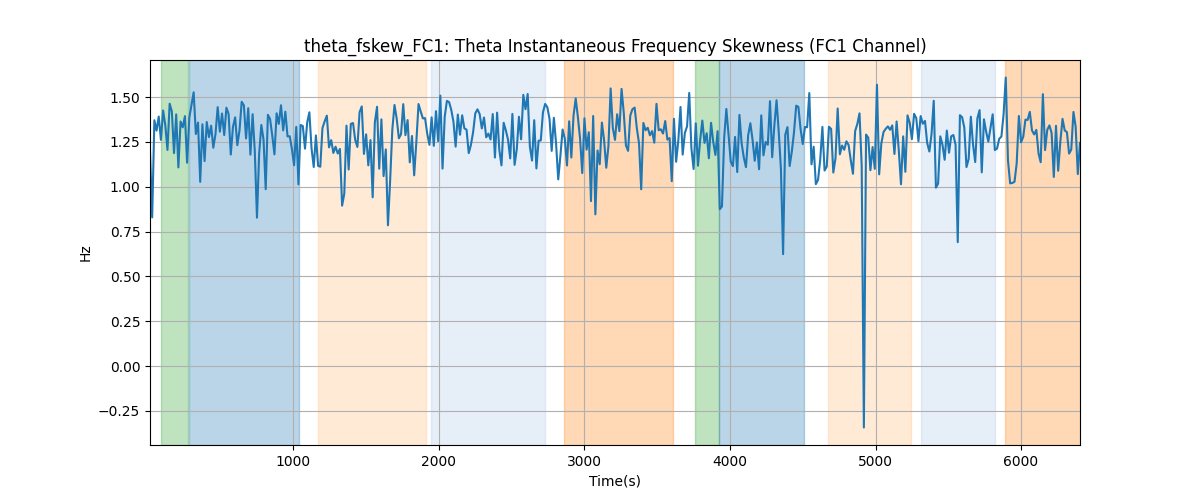 theta_fskew_FC1: Theta Instantaneous Frequency Skewness (FC1 Channel)
Hz
1.50
1.25
1.00
0.75
0.50
0.25
0.00
−0.25
1000 2000 3000 4000 5000 6000
Time(s)